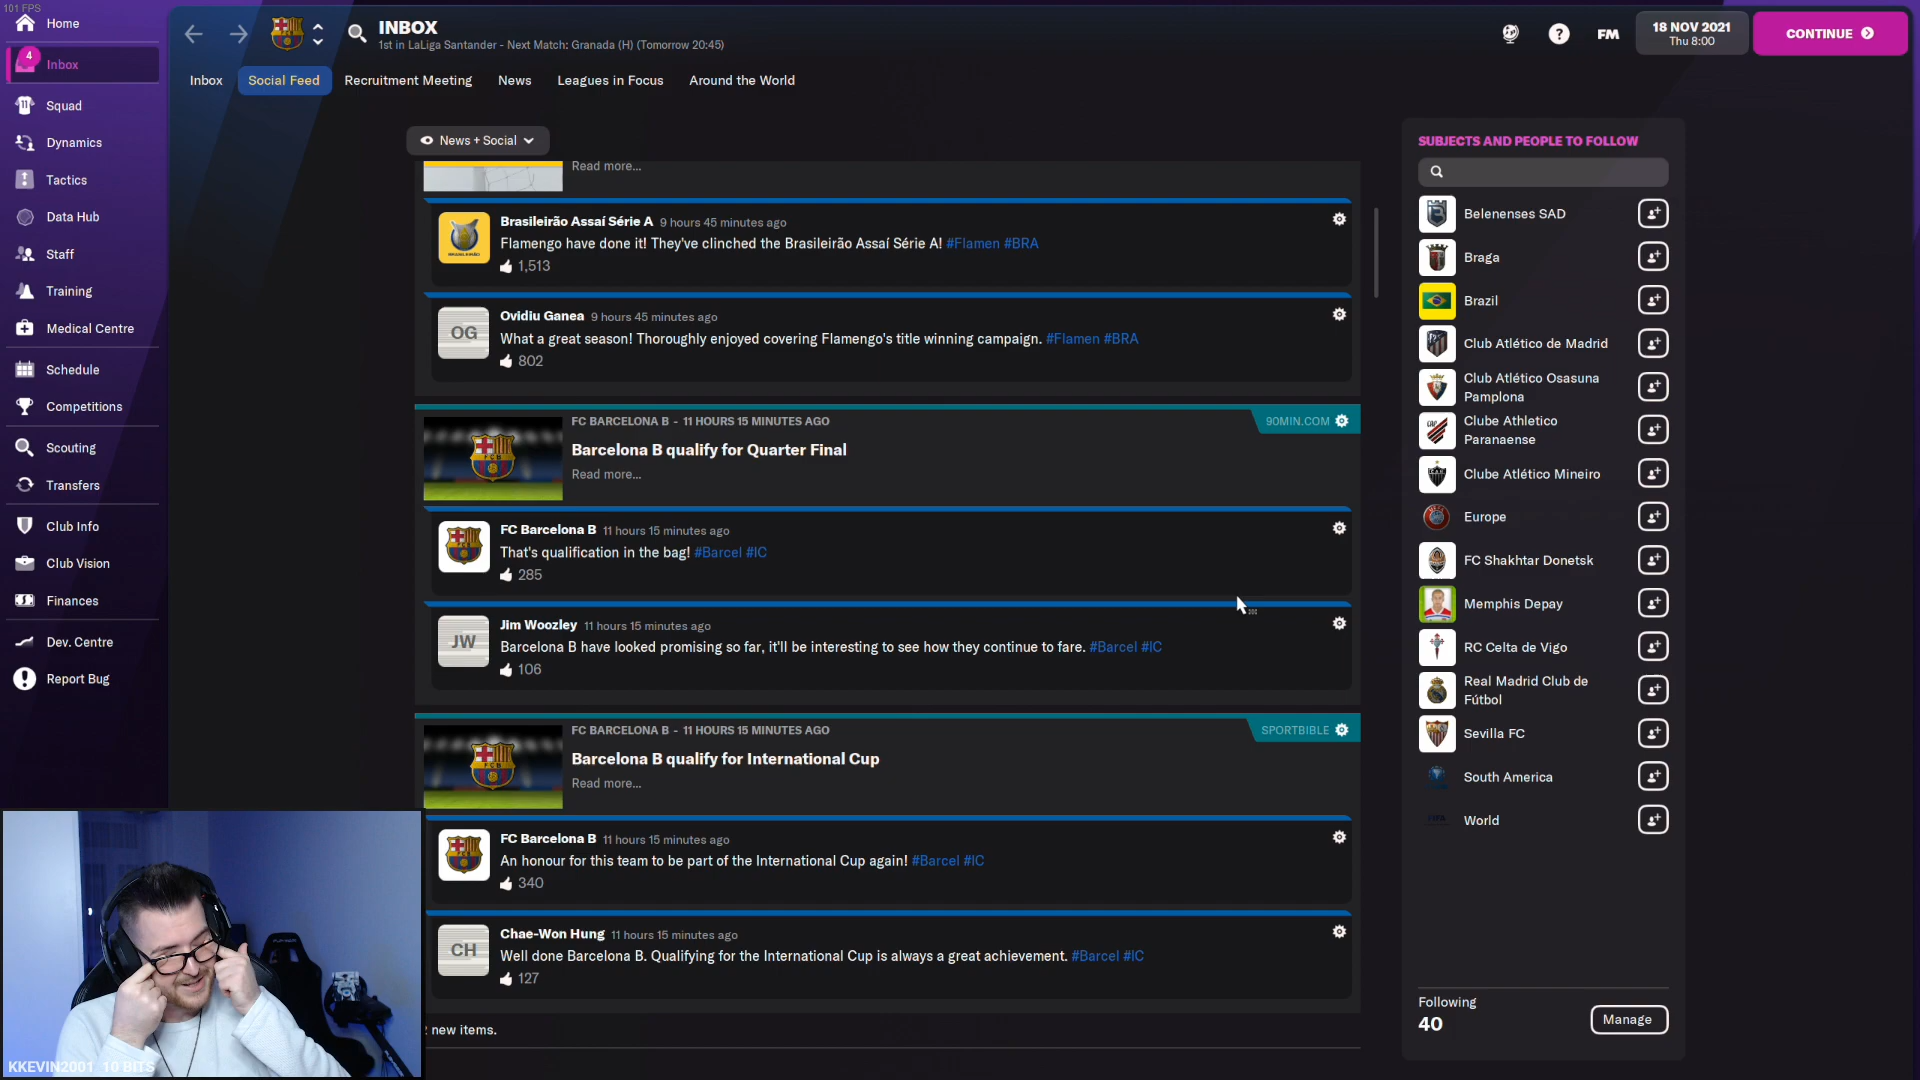 101 FPS
Home
4
Inbox
Squad
Dynamics
Tactics
Data Hub
Staff
Training
Medical Centre
Schedule
Competitions
Scouting
Transfers
Club Info
Club Vision
Finances
Dev. Centre
Report Bug
INBOX
1st in LaLiga Santander - Next Match: Granada (H) (Tomorrow 20:45)
?
FM
18 NOV 2021
Thu 8:00
CONTINUE
Inbox
Social Feed
Recruitment Meeting
News
Leagues in Focus
Around the World
News + Social
Read more...
Brasileirão Assaí Série A 9 hours 45 minutes ago
Flamengo have done it! They've clinched the Brasileirão Assaí Série A! #Flamen #BRA
1,513
OG
Ovidiu Ganea 9 hours 45 minutes ago
What a great season! Thoroughly enjoyed covering Flamengo's title winning campaign. #Flamen #BRA
802
FC BARCELONA B - 11 HOURS 15 MINUTES AGO
90MIN.COM
Barcelona B qualify for Quarter Final
Read more...
FC Barcelona B 11 hours 15 minutes ago
That's qualification in the bag! #Barcel #IC
285
JW
Jim Woozley 11 hours 15 minutes ago
Barcelona B have looked promising so far, it'll be interesting to see how they continue to fare. #Barcel #IC
106
FC BARCELONA B - 11 HOURS 15 MINUTES AGO
SPORTBIBLE
Barcelona B qualify for International Cup
Read more...
FC Barcelona B 11 hours 15 minutes ago
An honour for this team to be part of the International Cup again! #Barcel #IC
340
CH
Chae-Won Hung 11 hours 15 minutes ago
Well done Barcelona B. Qualifying for the International Cup is always a great achievement. #Barcel #IC
127
new items.
SUBJECTS AND PEOPLE TO FOLLOW
Belenenses SAD
Braga
Brazil
Club Atlético de Madrid
Club Atlético Osasuna
Pamplona
Clube Athletico
Paranaense
Clube Atlético Mineiro
Europe
FC Shakhtar Donetsk
Memphis Depay
RC Celta de Vigo
Real Madrid Club de
Fútbol
Sevilla FC
South America
FIFA
World
Following
40
Manage
KKEVIN2001 10 BITS